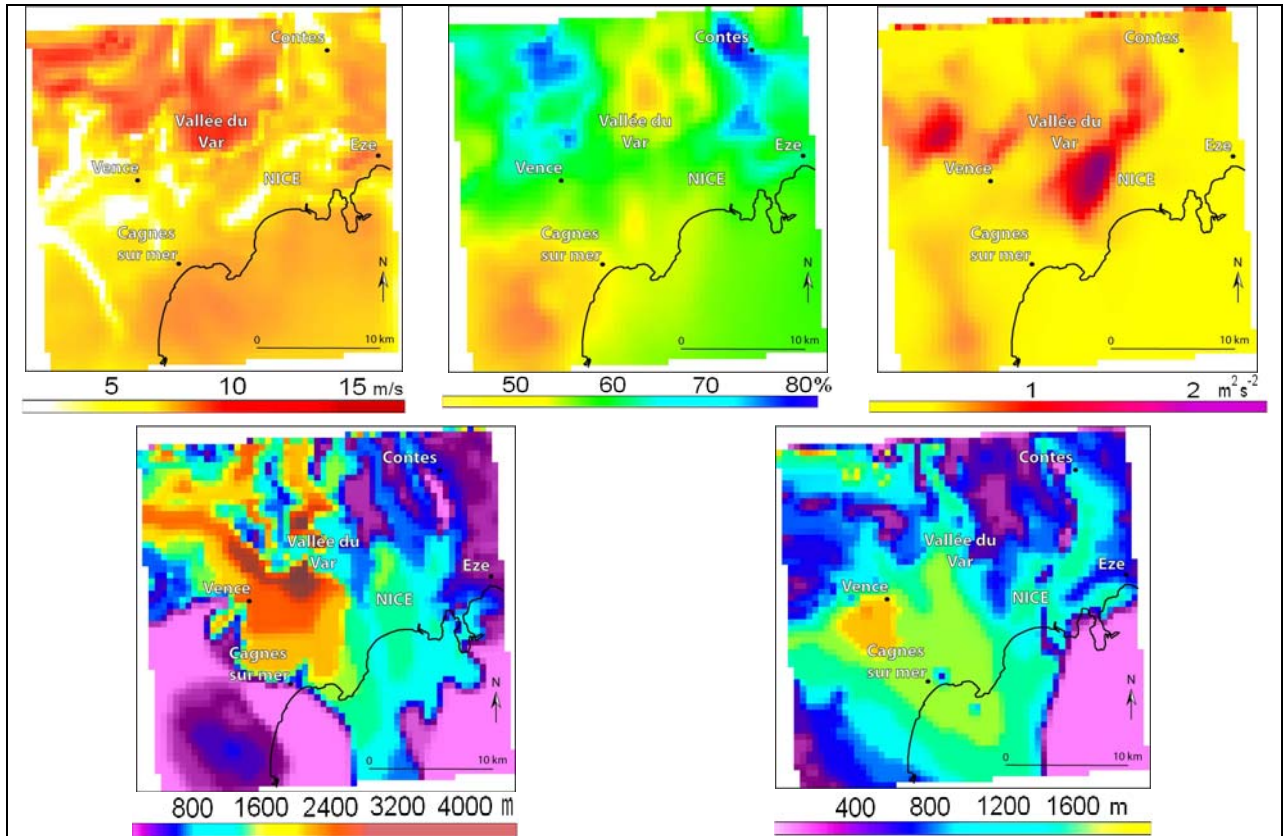 Contes
Vallée du
Var
Eze
Vence
NICE
Cagnes
sur mer
N
0 10 km
5 10 15 m/s
Contes
Vallée du
Var
Eze
Vence
NICE
Cagnes
sur mer
N
0 10 km
50 60 70 80%
Contes
Vallée du
Var
Eze
Vence
NICE
Cagnes
sur mer
N
0 10 km
1 2 m²s⁻²
Contes
Vallée du
Var
Eze
Vence
NICE
Cagnes
sur mer
N
0 10 km
800 1600 2400 3200 4000 m
Contes
Vallée du
Var
Eze
Vence
NICE
Cagnes
sur mer
N
0 10 km
400 800 1200 1600 m